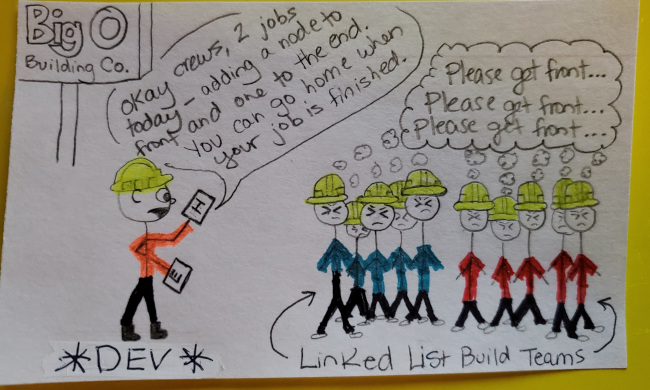 Big O
Building Co.
Okay crews, 2 jobs
today - adding a node to
front and one to the end.
You can go home when
your job is finished.
Please get front...
Please get front...
Please get front...
H
E
*DEV*
Linked List Build Teams